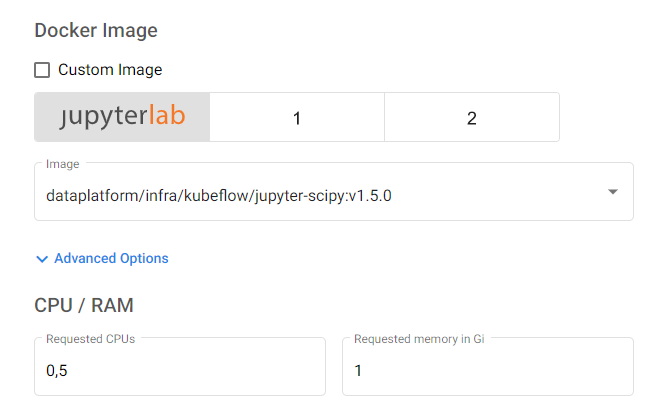 Docker Image
Custom Image
jupyterlab
1
2
Image
dataplatform/infra/kubeflow/jupyter-scipy:v1.5.0
Advanced Options
CPU / RAM
Requested CPUs
Requested memory in Gi
0,5
1